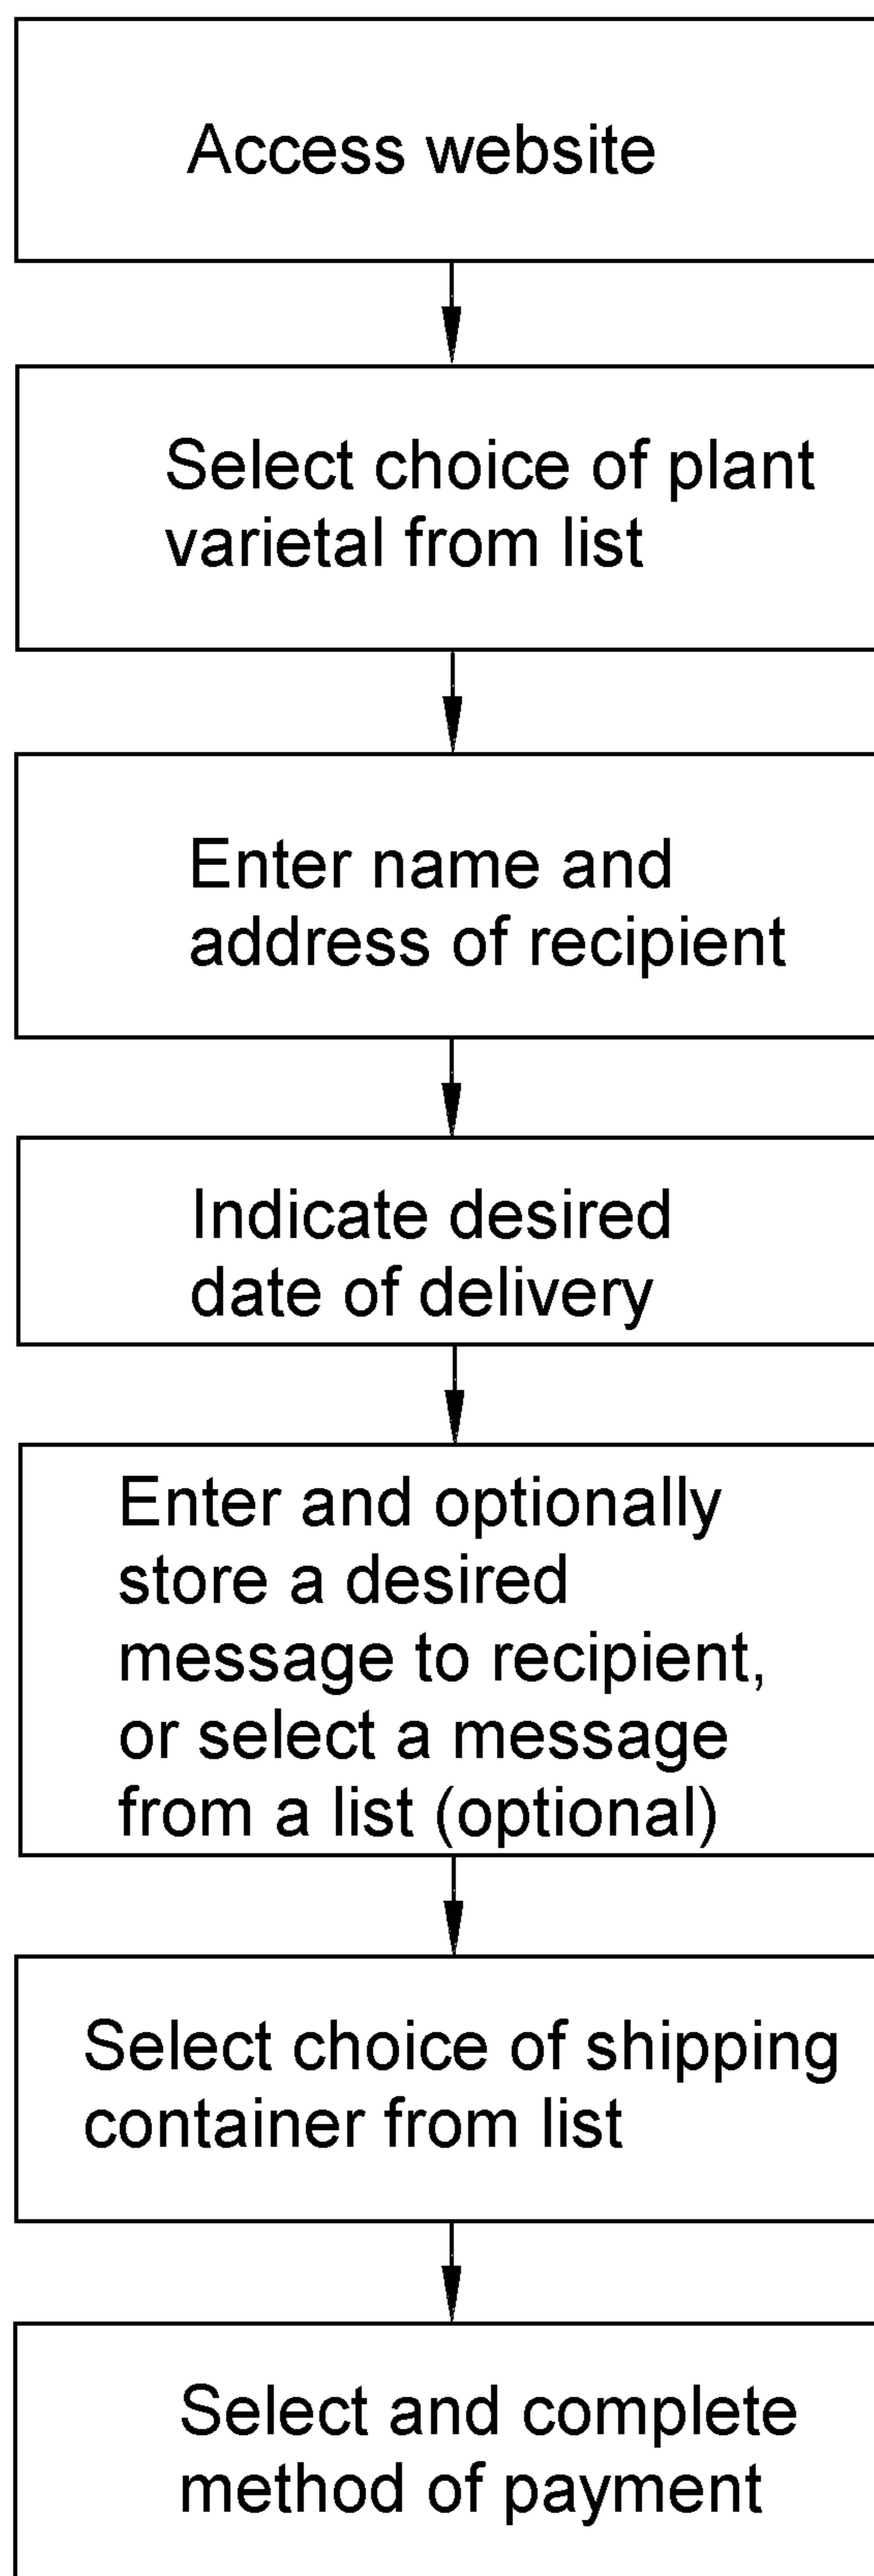 Access website
Select choice of plant
varietal from list
Enter name and
address of recipient
Indicate desired
date of delivery
Enter and optionally
store a desired
message to recipient,
or select a message
from a list (optional)
Select choice of shipping
container from list
Select and complete
method of payment